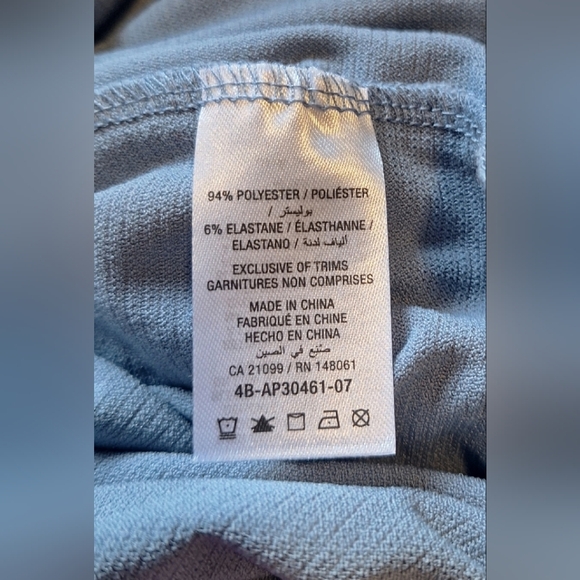 94% POLYESTER / POLIÉSTER
/ بوليستر
6% ELASTANE / ÉLASTHANNE /
ELASTANO / ألياف لدنة
EXCLUSIVE OF TRIMS
GARNITURES NON COMPRISES
MADE IN CHINA
FABRIQUÉ EN CHINE
HECHO EN CHINA
صنع في الصين
CA 21099 / RN 148061
4B-AP30461-07